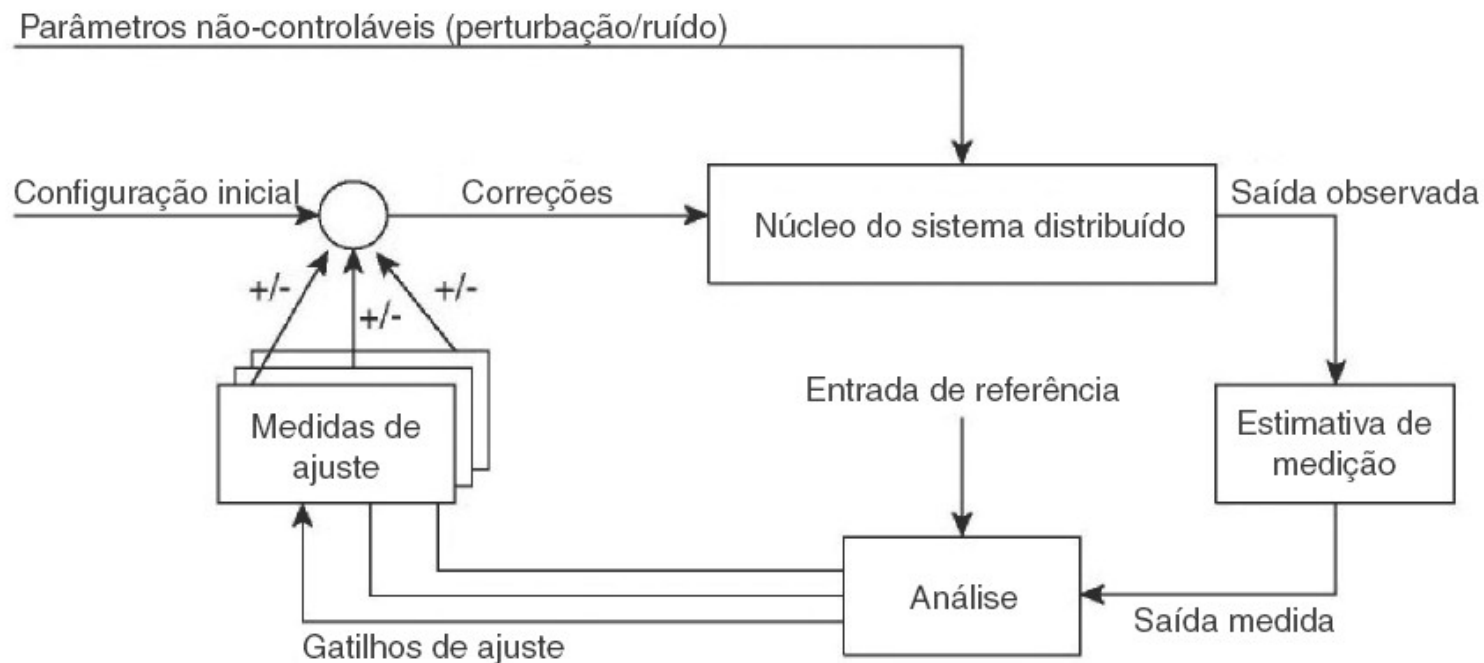 Parâmetros não-controláveis (perturbação/ruído)
Configuração inicial
Correções
Núcleo do sistema distribuído
Saída observada
+/-
+/-
+/-
Medidas de
ajuste
Entrada de referência
Estimativa de
medição
Análise
Saída medida
Gatilhos de ajuste